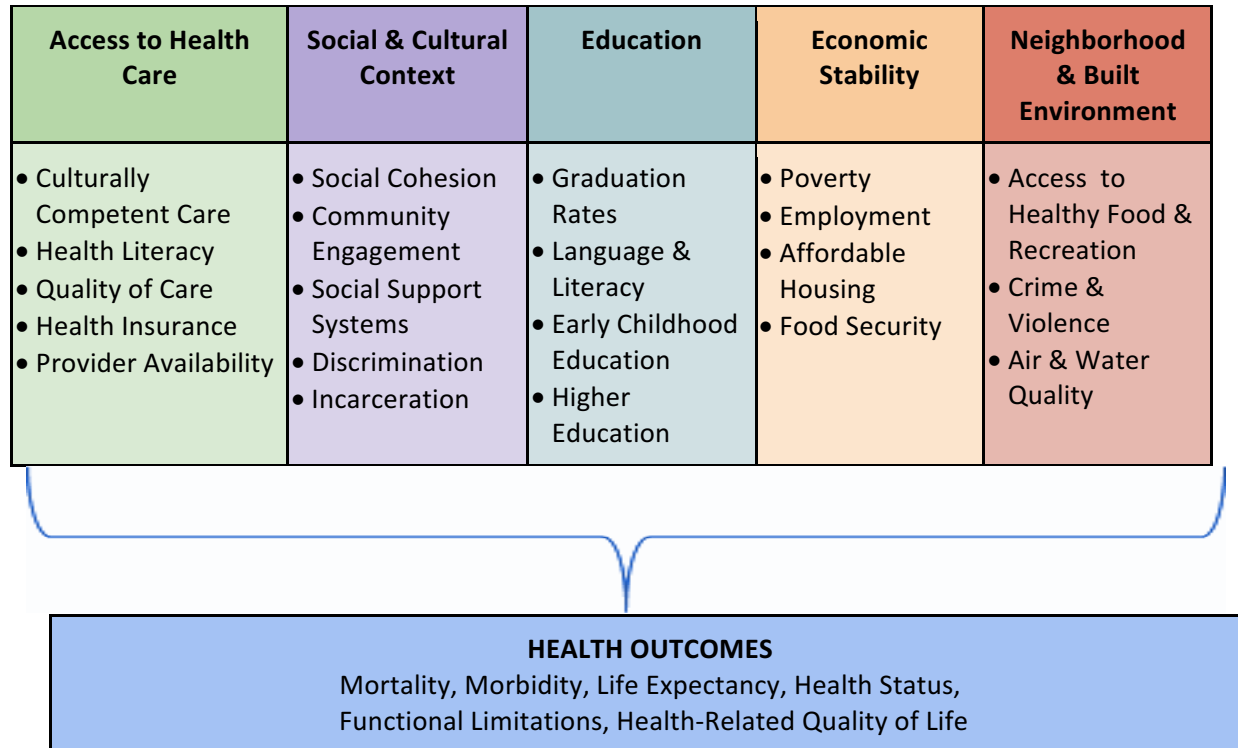 Access to Health
Care
Social & Cultural
Context
Education
Economic
Stability
Neighborhood
& Built
Environment
• Culturally
Competent Care
• Health Literacy
• Quality of Care
• Health Insurance
• Provider Availability
• Social Cohesion
• Community
Engagement
• Social Support
Systems
• Discrimination
• Incarceration
• Graduation
Rates
• Language &
Literacy
• Early Childhood
Education
• Higher
Education
• Poverty
• Employment
• Affordable
Housing
• Food Security
• Access to
Healthy Food &
Recreation
• Crime &
Violence
• Air & Water
Quality
HEALTH OUTCOMES
Mortality, Morbidity, Life Expectancy, Health Status,
Functional Limitations, Health-Related Quality of Life